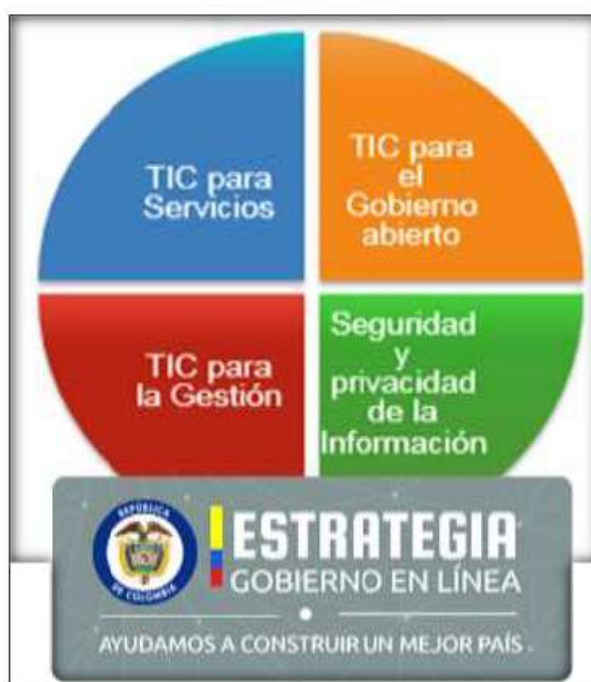 TIC para
Servicios
TIC para
el
Gobierno
abierto
TIC para
la Gestión
Seguridad
y
privacidad
de la
Información
REPÚBLICA
DE COLOMBIA
ESTRATEGIA
GOBIERNO EN LÍNEA
AYUDAMOS A CONSTRUIR UN MEJOR PAÍS